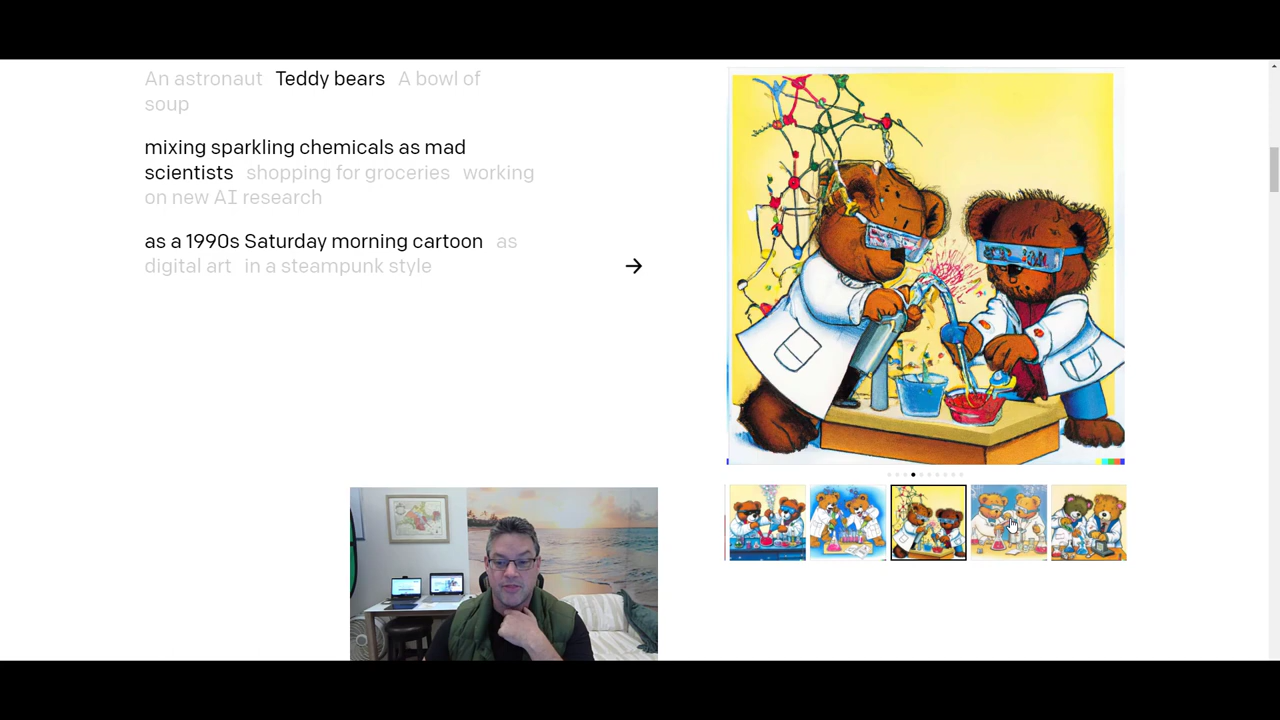 An astronaut Teddy bears A bowl of
soup
mixing sparkling chemicals as mad
scientists shopping for groceries working
on new AI research
as a 1990s Saturday morning cartoon as
digital art in a steampunk style